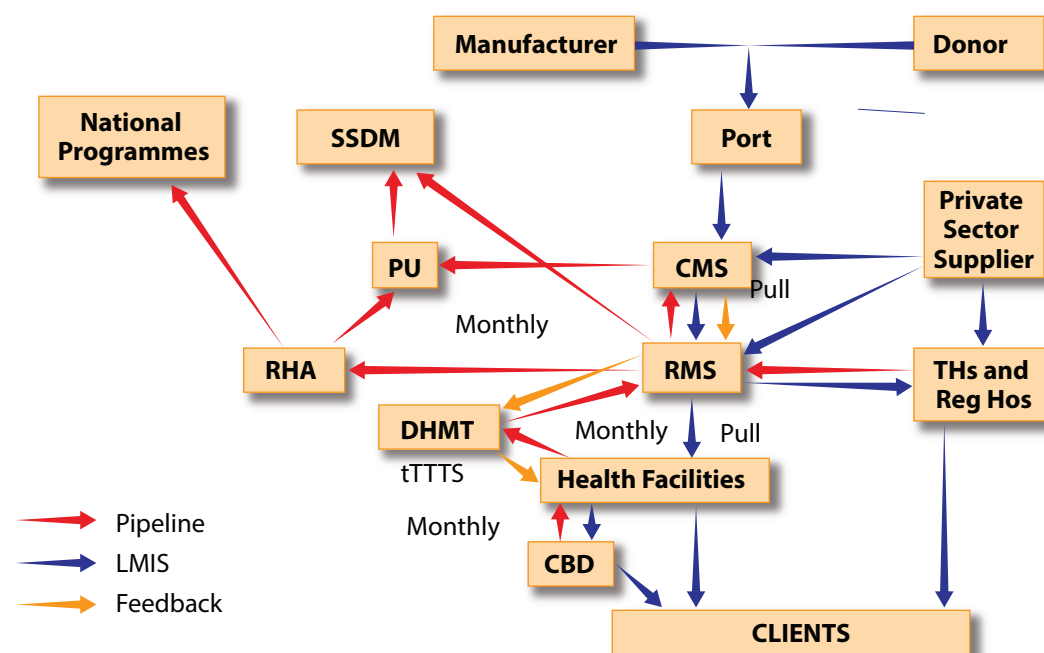 Manufacturer
Donor
National
Programmes
SSDM
Port
Private
Sector
Supplier
PU
CMS
Pull
Monthly
RHA
RMS
THs and
Reg Hos
DHMT
Monthly
Pull
tTTTS
Health Facilities
Monthly
Pipeline
LMIS
CBD
Feedback
CLIENTS